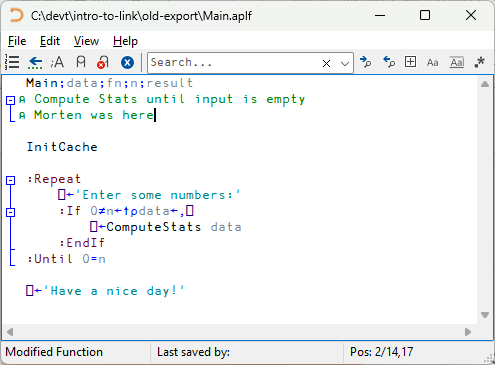 C:\devt\intro-to-link\old-export\Main.aplf
File Edit View Help
Search...
Aa Aa .*
Main;data;fn;n;result
⍝ Compute Stats until input is empty
⍝ Morten was here
InitCache
:Repeat
⎕←'Enter some numbers:'
:If 0≠n←↑⍴data←,⎕
⎕←ComputeStats data
:EndIf
:Until 0=n
⎕←'Have a nice day!'
Modified Function Last saved by: Pos: 2/14,17